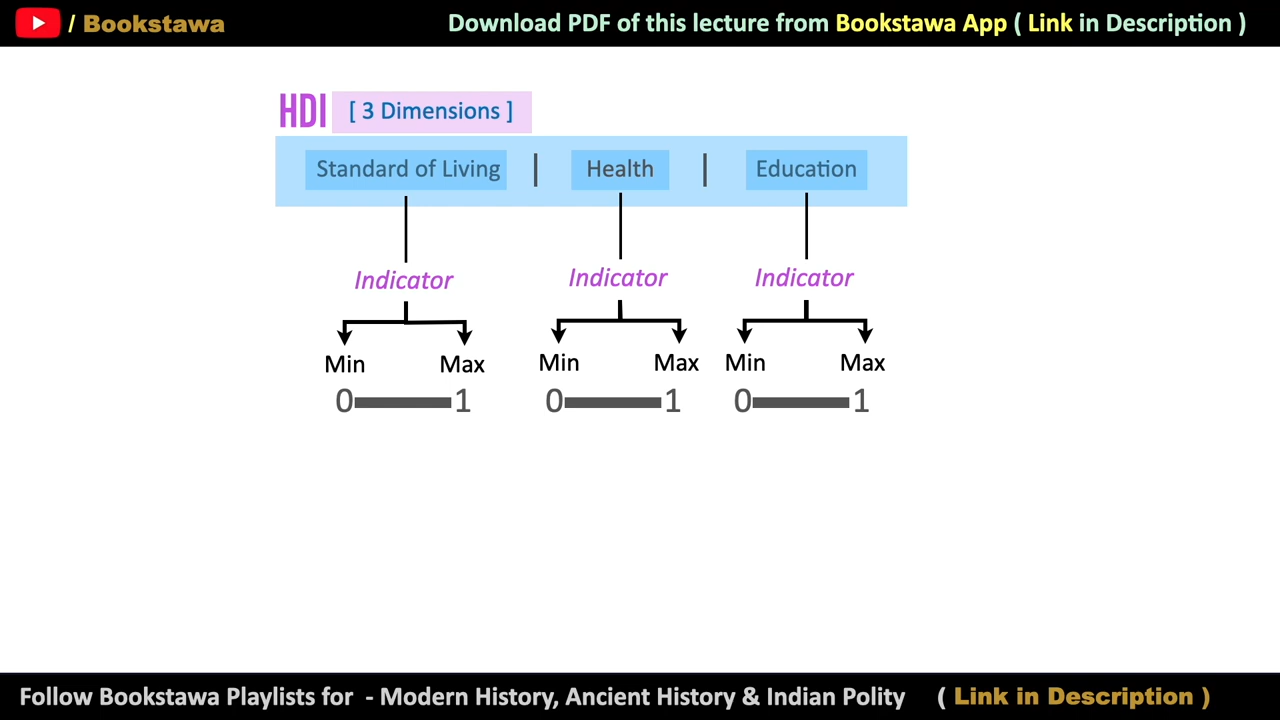 / Bookstawa
Download PDF of this lecture from Bookstawa App ( Link in Description )
HDI [ 3 Dimensions ]
Standard of Living | Health | Education
Indicator Indicator Indicator
Min Max Min Max Min Max
0 1 0 1 0 1
Follow Bookstawa Playlists for - Modern History, Ancient History & Indian Polity ( Link in Description )